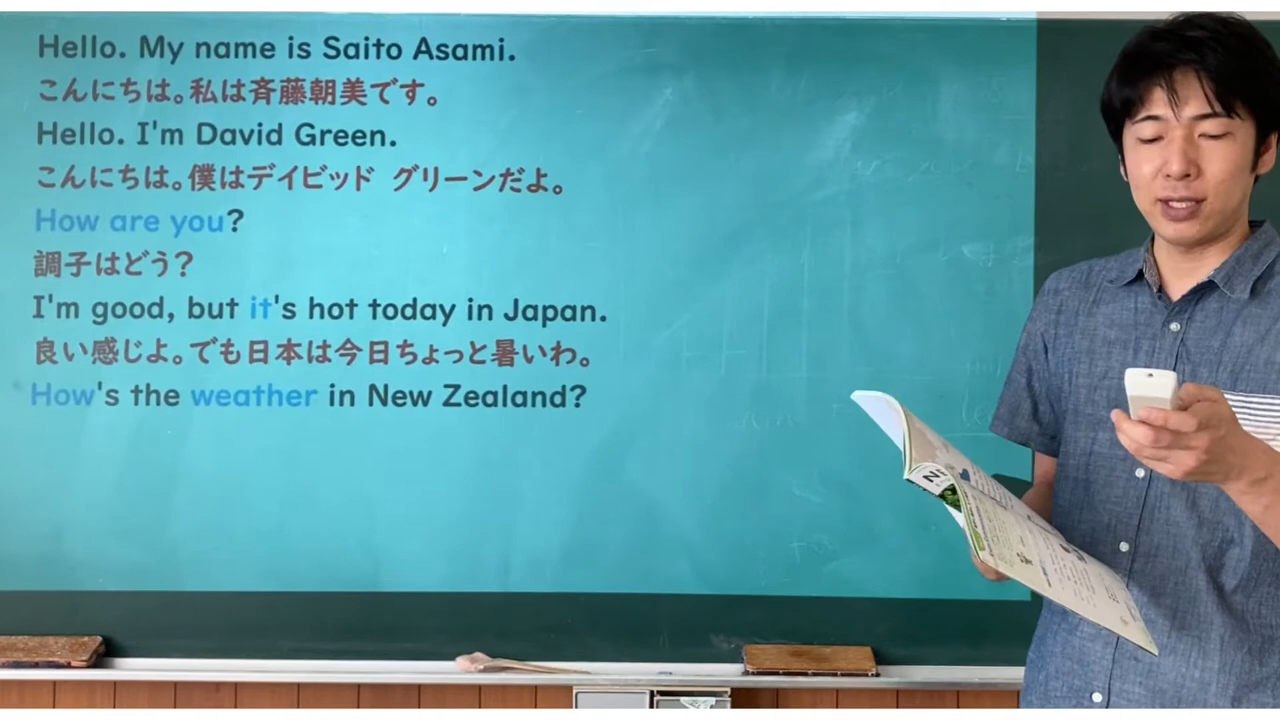 Hello. My name is Saito Asami.
こんにちは。私は斉藤朝美です。
Hello. I'm David Green.
こんにちは。僕はデイビッド グリーンだよ。
How are you?
調子はどう?
I'm good, but it's hot today in Japan.
良い感じよ。でも日本は今日ちょっと暑いわ。
How's the weather in New Zealand?